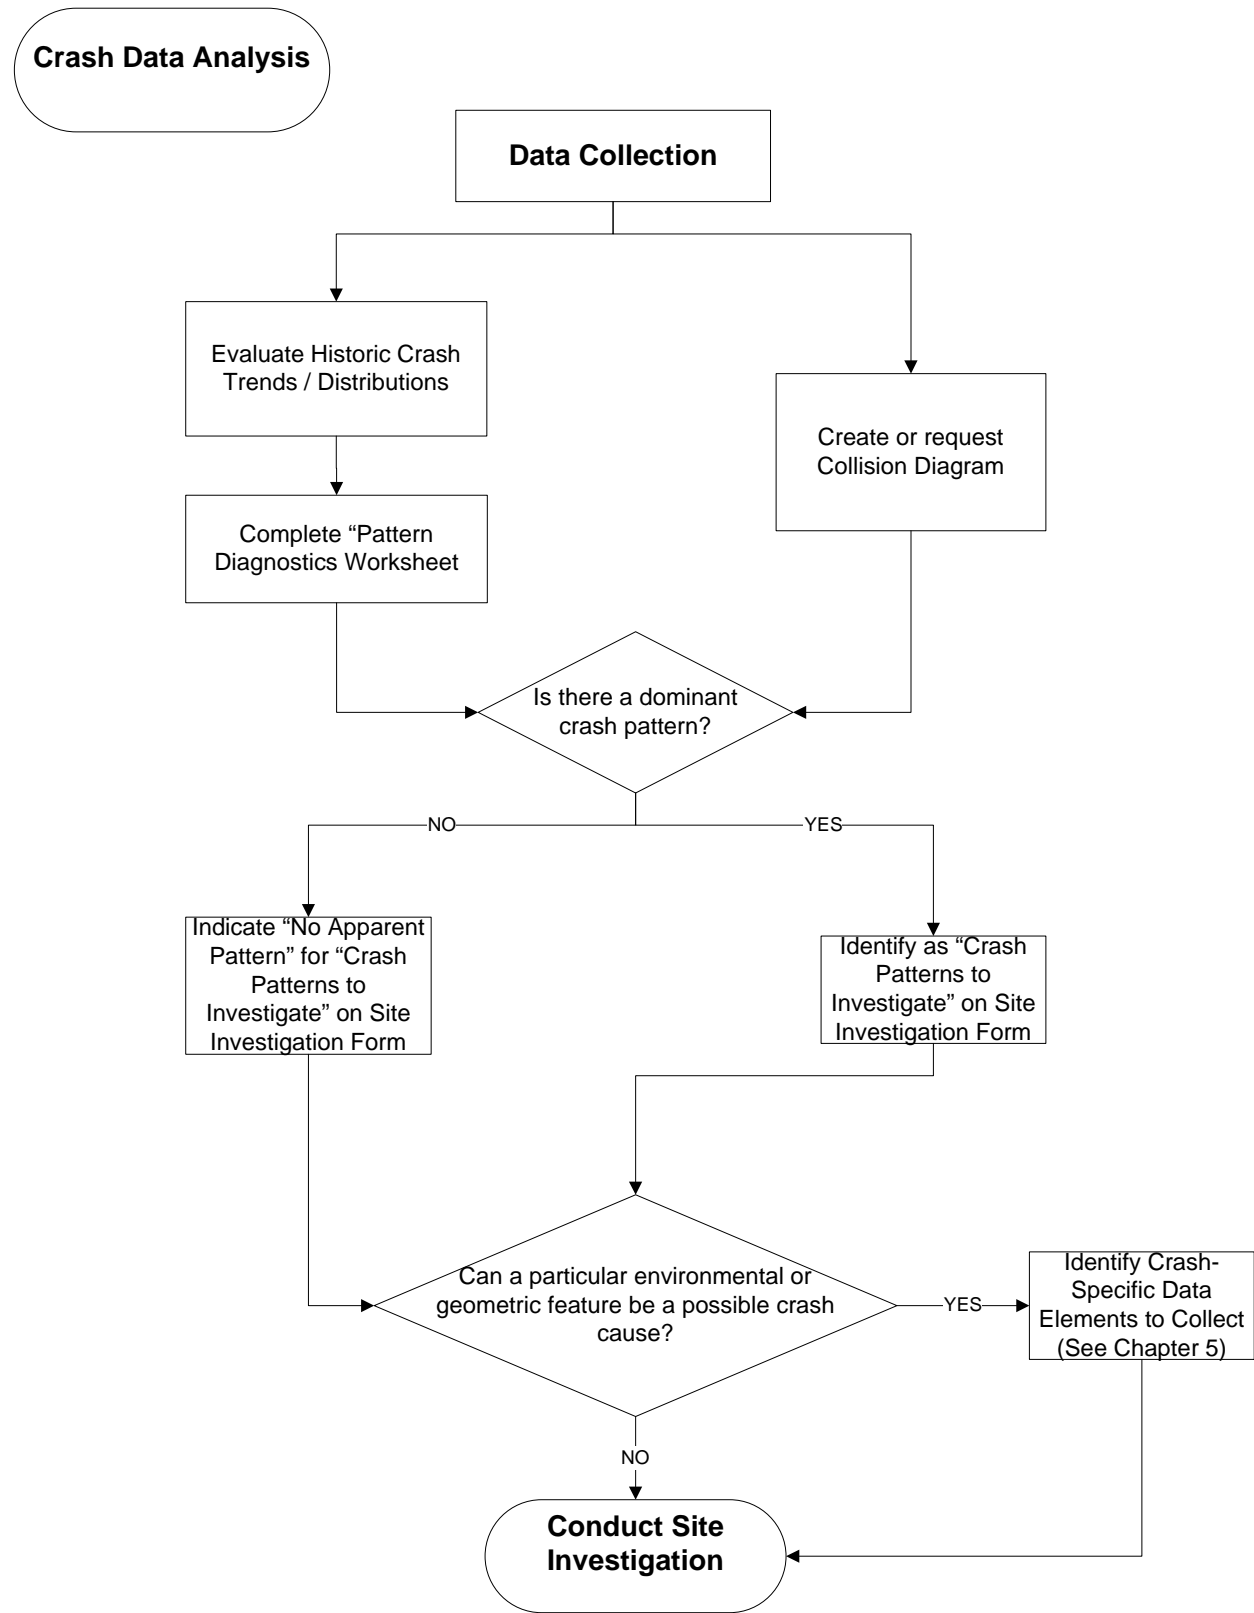 Crash Data Analysis
Data Collection
Evaluate Historic Crash
Trends / Distributions
Create or request
Collision Diagram
Complete “Pattern
Diagnostics Worksheet
Is there a dominant
crash pattern?
NO
YES
Indicate “No Apparent
Pattern” for “Crash
Patterns to
Investigate” on Site
Investigation Form
Identify as “Crash
Patterns to
Investigate” on Site
Investigation Form
Can a particular environmental or
geometric feature be a possible crash
cause?
YES
Identify Crash-
Specific Data
Elements to Collect
(See Chapter 5)
NO
Conduct Site
Investigation